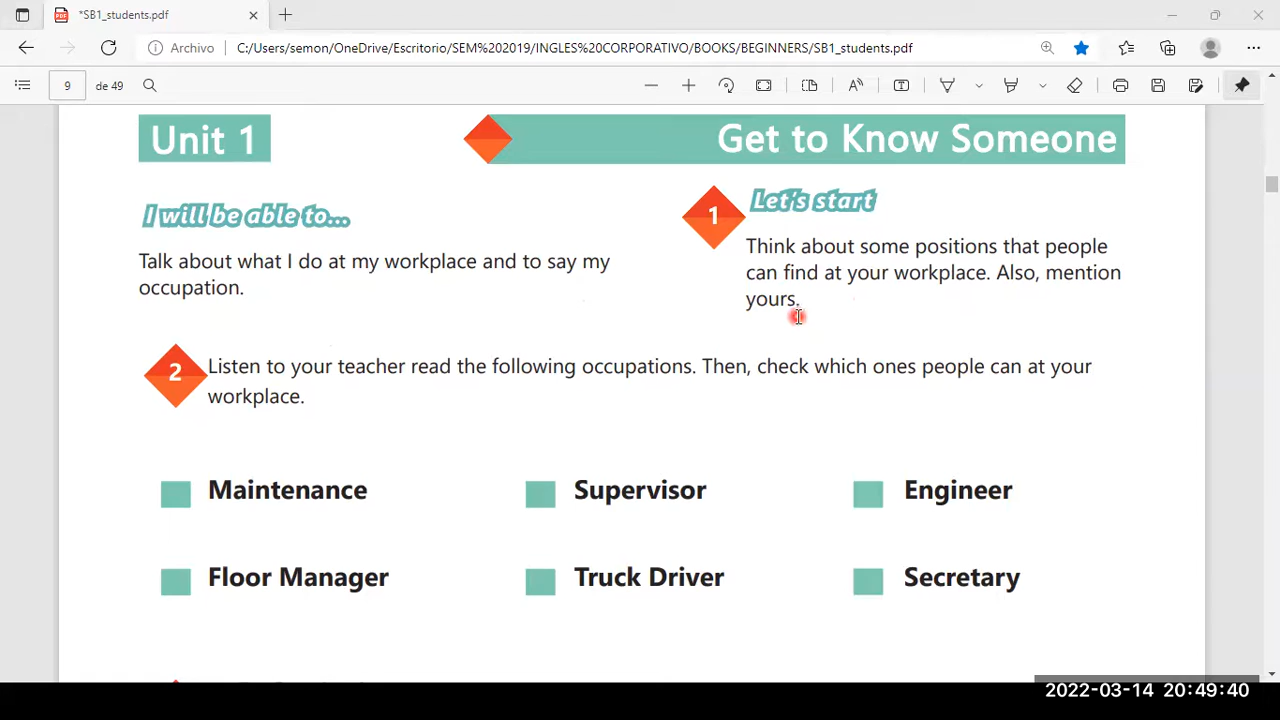 *SB1_students.pdf
Archivo
C:/Users/semon/OneDrive/Escritorio/SEM%202019/INGLES%20CORPORATIVO/BOOKS/BEGINNERS/SB1_students.pdf
9 de 49
Unit 1
Get to Know Someone
I will be able to...
Talk about what I do at my workplace and to say my
occupation.
1
Let's start
Think about some positions that people
can find at your workplace. Also, mention
yours.
2
Listen to your teacher read the following occupations. Then, check which ones people can at your
workplace.
Maintenance
Supervisor
Engineer
Floor Manager
Truck Driver
Secretary
2022-03-14 20:49:40